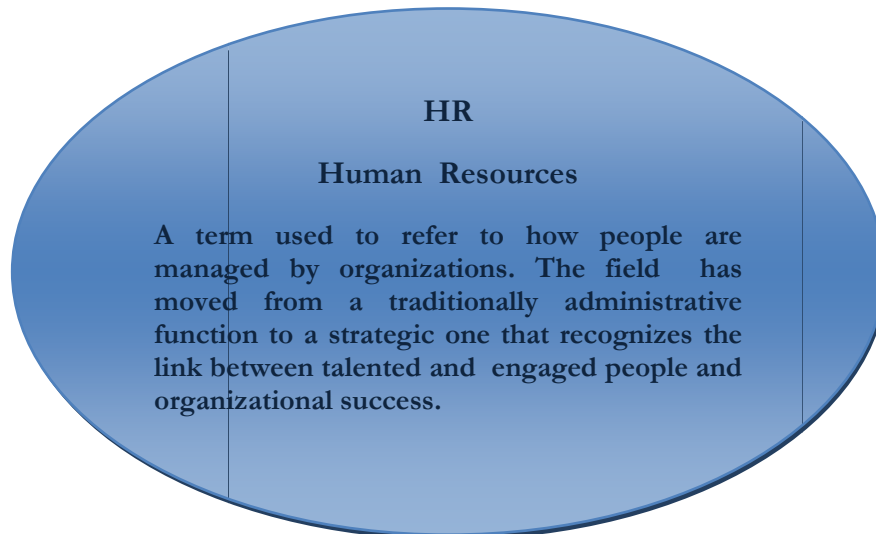 HR
Human Resources
A term used to refer to how people are
managed by organizations. The field has
moved from a traditionally administrative
function to a strategic one that recognizes the
link between talented and engaged people and
organizational success.